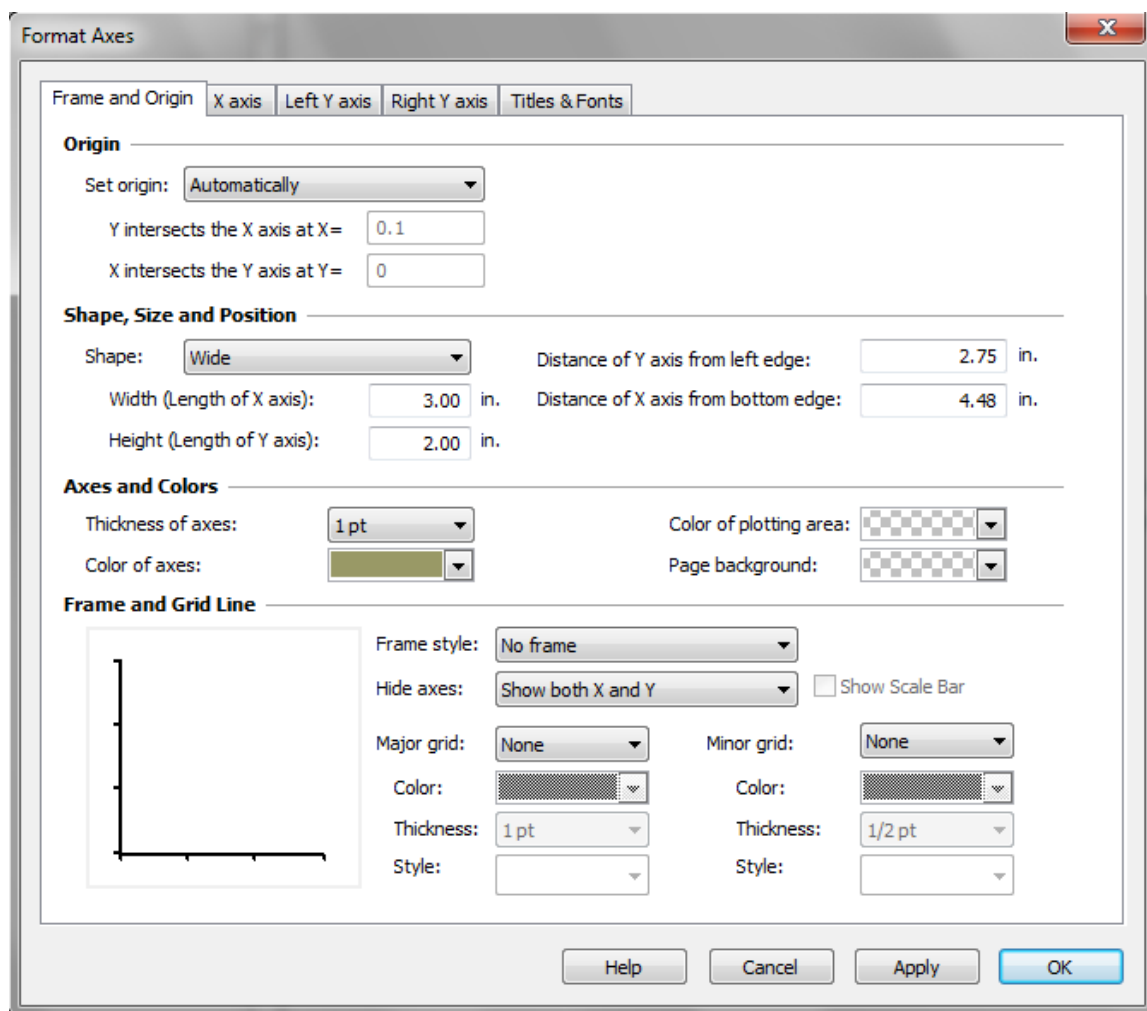 Format Axes
Frame and Origin X axis Left Y axis Right Y axis Titles & Fonts
Origin
Set origin: Automatically
Y intersects the X axis at X= 0.1
X intersects the Y axis at Y= 0
Shape, Size and Position
Shape: Wide Distance of Y axis from left edge: 2.75 in.
Width (Length of X axis): 3.00 in. Distance of X axis from bottom edge: 4.48 in.
Height (Length of Y axis): 2.00 in.
Axes and Colors
Thickness of axes: 1 pt Color of plotting area:
Color of axes: Page background:
Frame and Grid Line
Frame style: No frame
Hide axes: Show both X and Y Show Scale Bar
Major grid: None Minor grid: None
Color: Color:
Thickness: 1 pt Thickness: 1/2 pt
Style: Style:
Help Cancel Apply OK